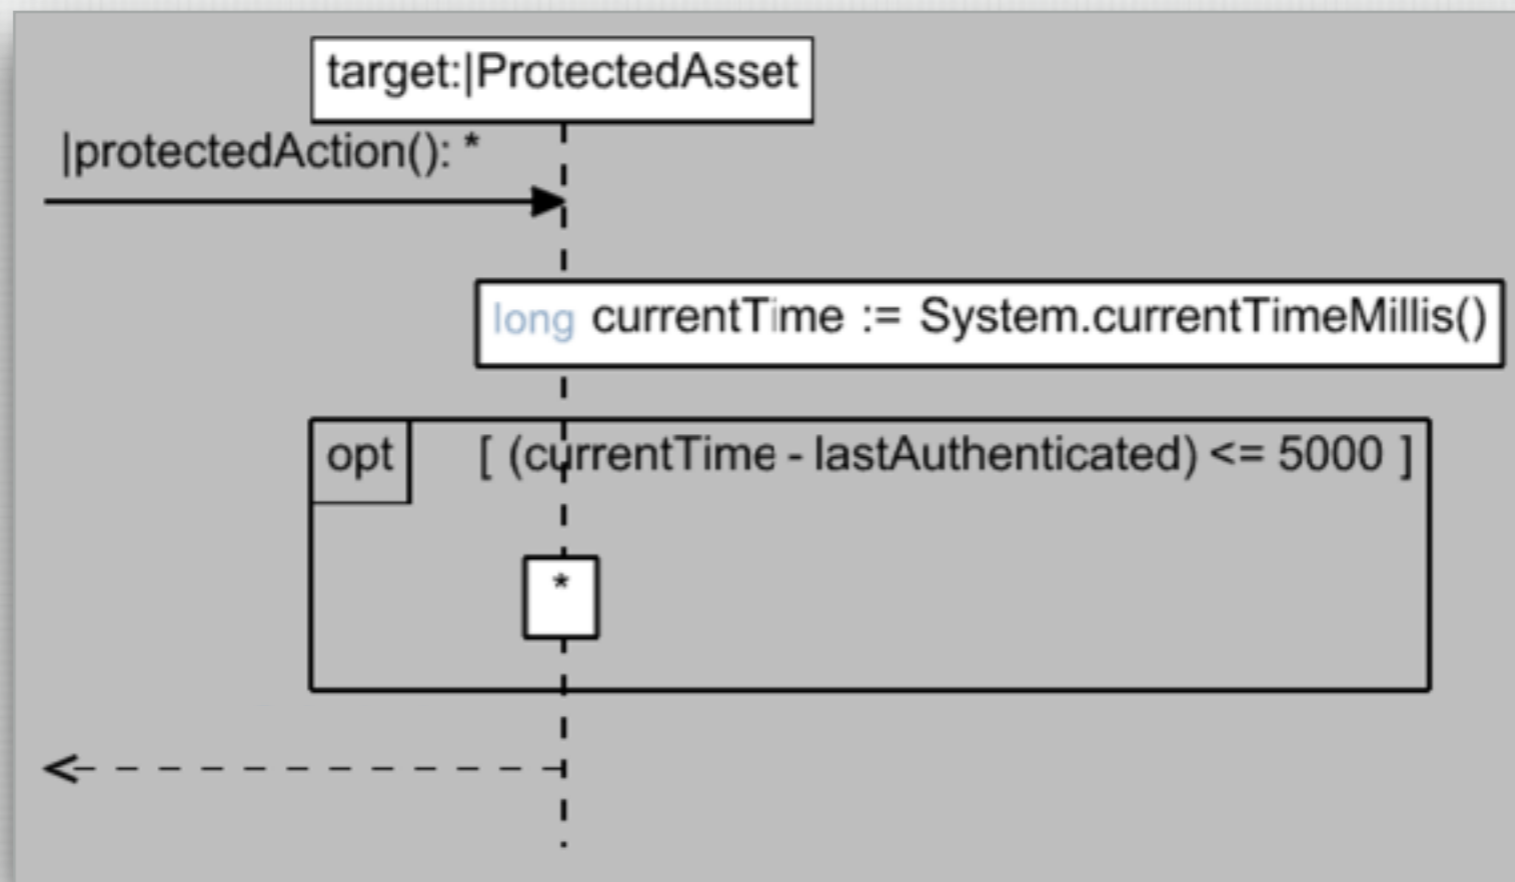 target:|ProtectedAsset
|protectedAction(): *
long currentTime := System.currentTimeMillis()
opt [ (currentTime - lastAuthenticated) <= 5000 ]
*